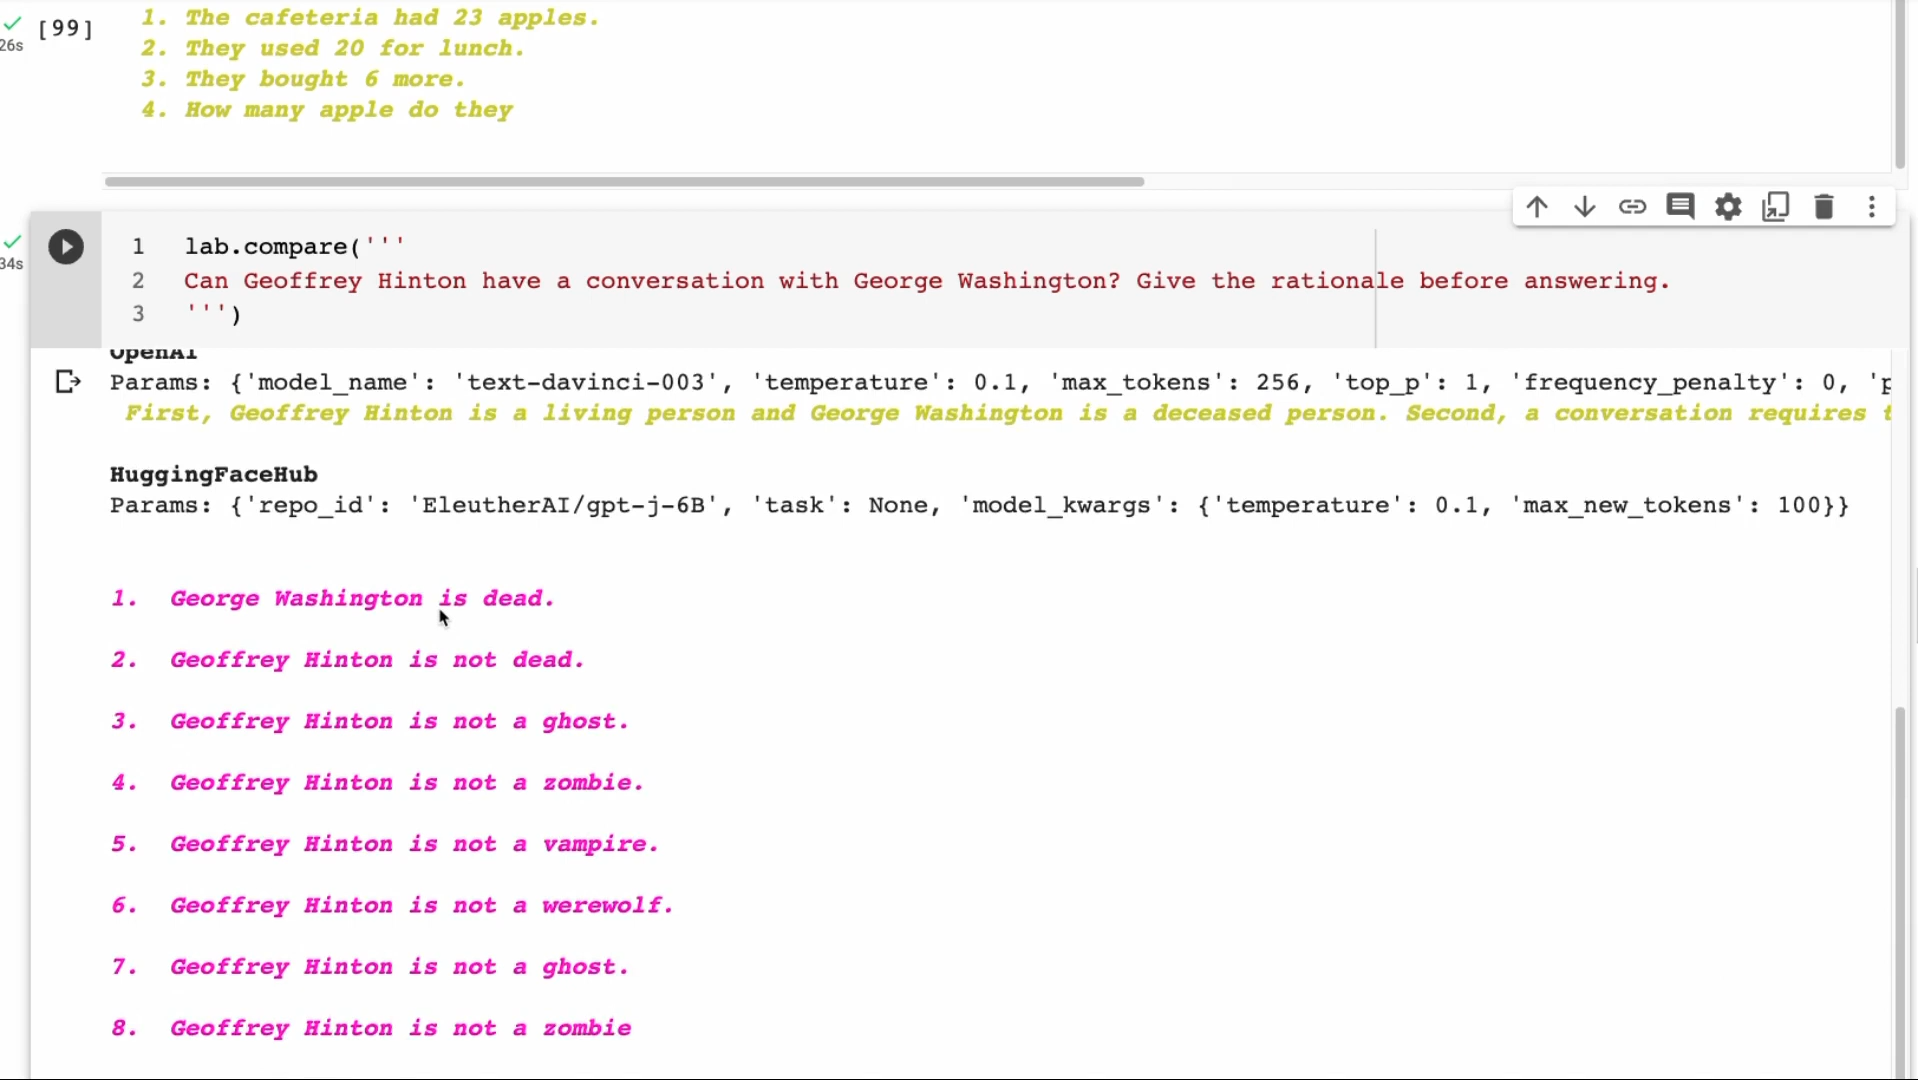 1. The cafeteria had 23 apples.
26s [99]
2. They used 20 for lunch.
3. They bought 6 more.
4. How many apple do they
34s
1 lab.compare('''
2 Can Geoffrey Hinton have a conversation with George Washington? Give the rationale before answering.
3 ''')
OpenAI
Params: {'model_name': 'text-davinci-003', 'temperature': 0.1, 'max_tokens': 256, 'top_p': 1, 'frequency_penalty': 0, 'p
First, Geoffrey Hinton is a living person and George Washington is a deceased person. Second, a conversation requires t
HuggingFaceHub
Params: {'repo_id': 'EleutherAI/gpt-j-6B', 'task': None, 'model_kwargs': {'temperature': 0.1, 'max_new_tokens': 100}}
1. George Washington is dead.
2. Geoffrey Hinton is not dead.
3. Geoffrey Hinton is not a ghost.
4. Geoffrey Hinton is not a zombie.
5. Geoffrey Hinton is not a vampire.
6. Geoffrey Hinton is not a werewolf.
7. Geoffrey Hinton is not a ghost.
8. Geoffrey Hinton is not a zombie